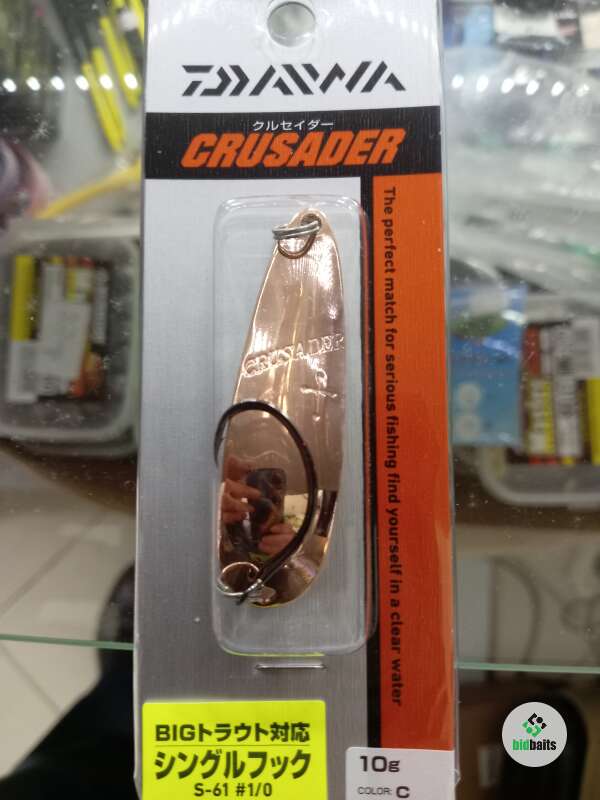 DAIWA
クルセイダー
CRUSADER
The perfect match for serious fishing find yourself in a clear water
CRUSADER
BIGトラウト対応
シングルフック
S-61 #1/0
10g
COLOR: C
bidbaits